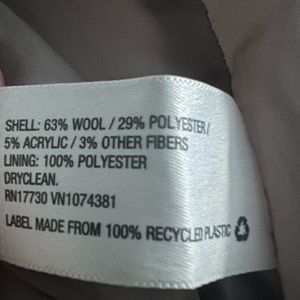 SHELL: 63% WOOL / 29% POLYESTER/
5% ACRYLIC / 3% OTHER FIBERS
LINING: 100% POLYESTER
DRYCLEAN.
RN17730 VN1074381
LABEL MADE FROM 100% RECYCLED PLASTIC